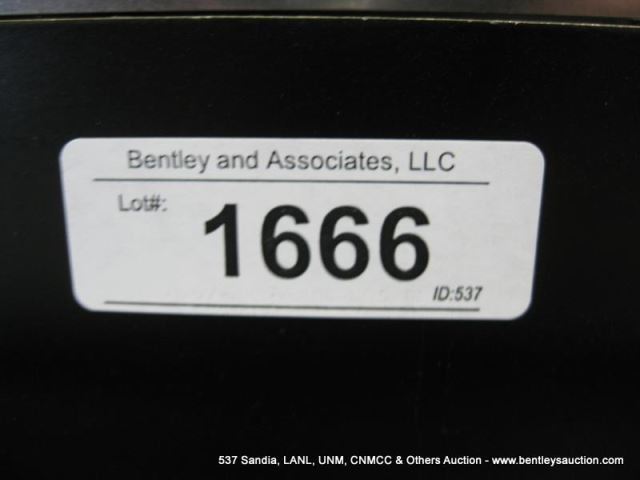 Bentley and Associates, LLC
Lot#:
1666
ID:537
537 Sandia, LANL, UNM, CNMCC & Others Auction - www.bentleysauction.com